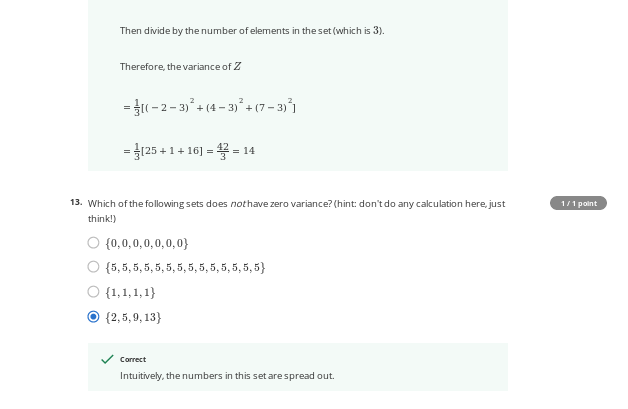 Then divide by the number of elements in the set (which is 3).
Therefore, the variance of Z
= 1/3[(−2−3)² + (4−3)² + (7−3)²]
= 1/3[25 + 1 + 16] = 42/3 = 14
13. Which of the following sets does not have zero variance? (hint: don't do any calculation here, just
1 / 1 point
think!)
{0, 0, 0, 0, 0, 0, 0}
{5, 5, 5, 5, 5, 5, 5, 5, 5, 5, 5, 5, 5, 5}
{1, 1, 1, 1}
{2, 5, 9, 13}
Correct
Intuitively, the numbers in this set are spread out.